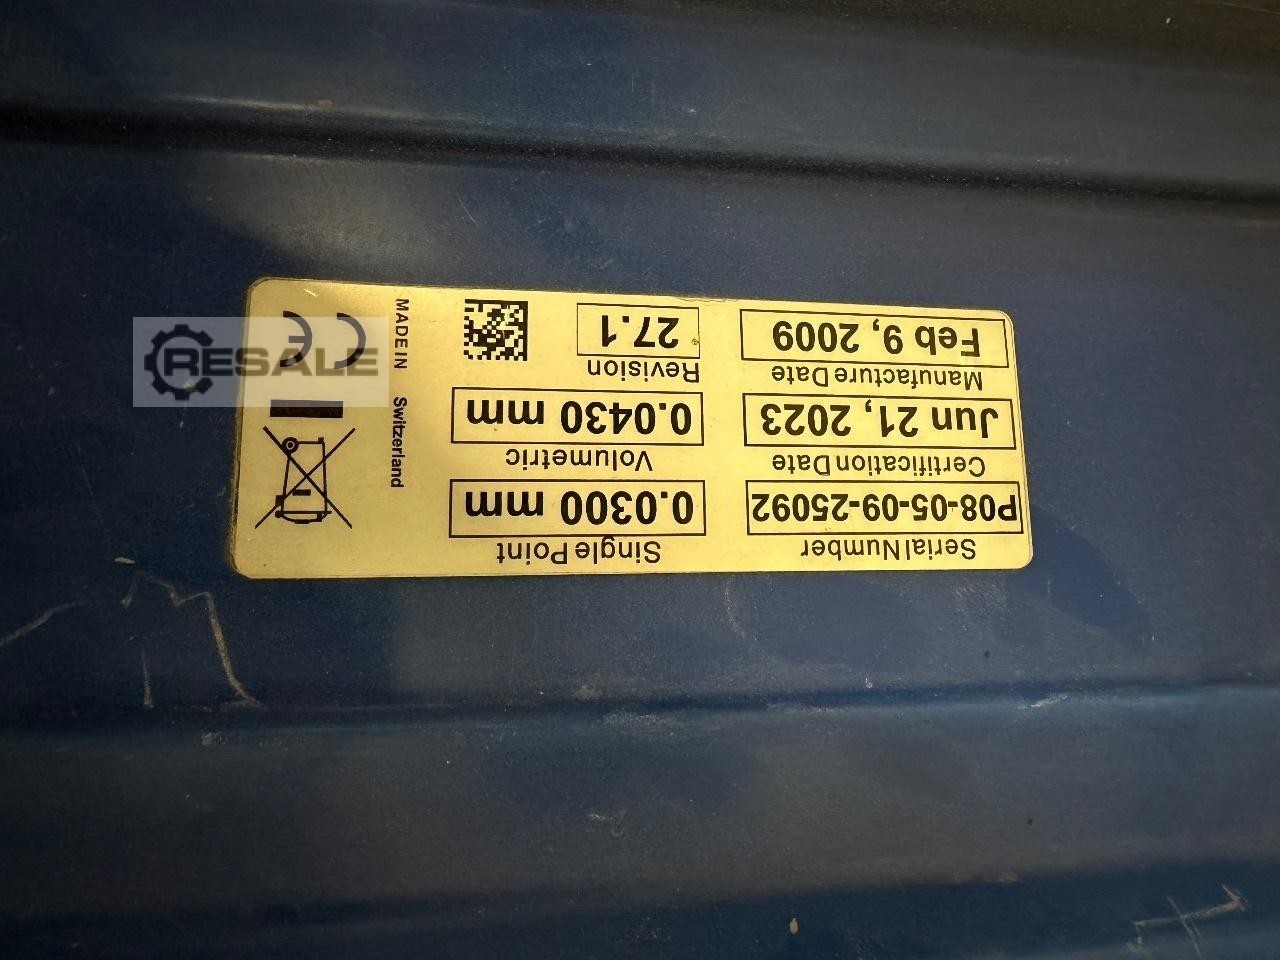 Serial Number
P08-05-09-25092
Certification Date
Jun 21, 2023
Manufacture Date
Feb 9, 2009
Single Point
0.0300 mm
Volumetric
0.0430 mm
Revision
27.1
MADE IN Switzerland
CE
RESALE